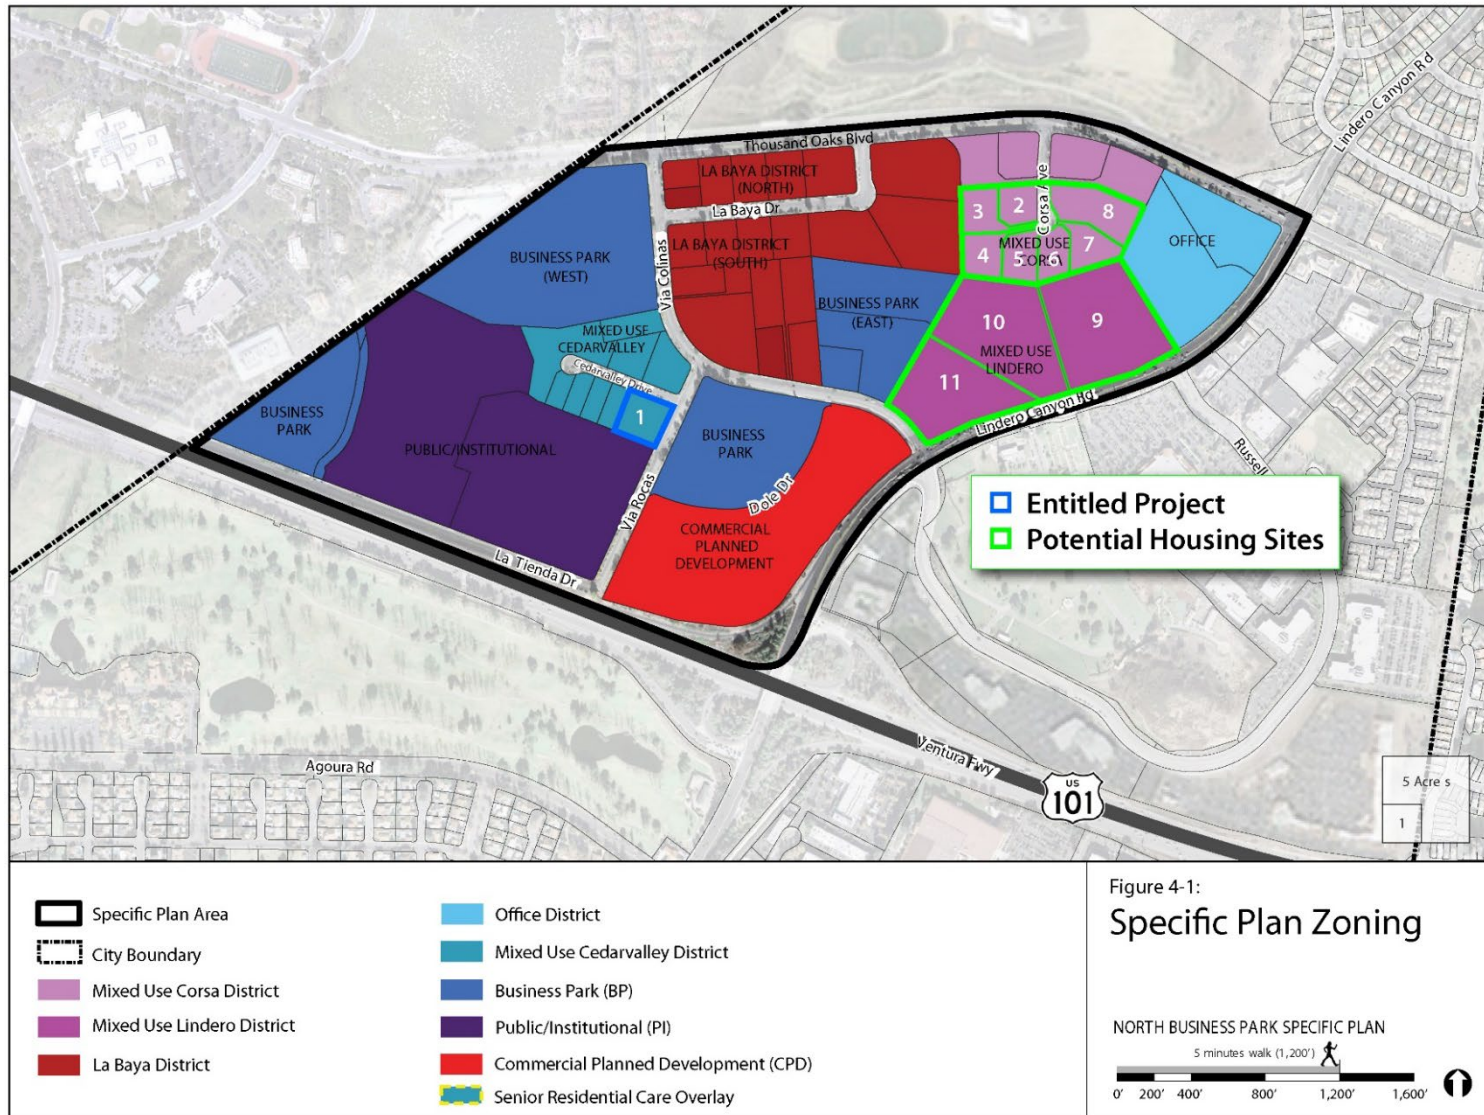 Lindero Canyon Rd
Thousand Oaks Blvd
LA BAYA DISTRICT
(NORTH)
La Baya Dr
Corsa Ave
3
2
8
4
5
6
7
MIXED USE
CORSA
OFFICE
LA BAYA DISTRICT
(SOUTH)
BUSINESS PARK
(WEST)
Via Colinas
BUSINESS PARK
(EAST)
10
9
MIXED USE
LINDERO
11
MIXED USE
CEDARVALLEY
Cedarvalley Drive
1
BUSINESS
PARK
PUBLIC/INSTITUTIONAL
BUSINESS
PARK
Lindero Canyon Rd
Russell
Via Rocas
Dole Dr
COMMERCIAL
PLANNED
DEVELOPMENT
La Tienda Dr
Entitled Project
Potential Housing Sites
Agoura Rd
Ventura Fwy
US
101
5 Acre s
1
Specific Plan Area
City Boundary
Mixed Use Corsa District
Mixed Use Lindero District
La Baya District
Office District
Mixed Use Cedarvalley District
Business Park (BP)
Public/Institutional (PI)
Commercial Planned Development (CPD)
Senior Residential Care Overlay
Figure 4-1:
Specific Plan Zoning
NORTH BUSINESS PARK SPECIFIC PLAN
5 minutes walk (1,200')
0' 200' 400' 800' 1,200' 1,600'